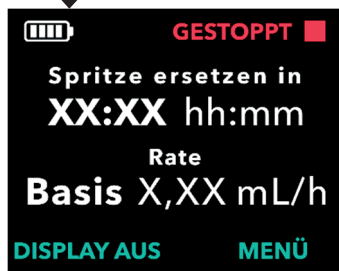 GESTOPPT
Spritze ersetzen in
XX:XX hh:mm
Rate
Basis X,XX mL/h
DISPLAY AUS MENÜ